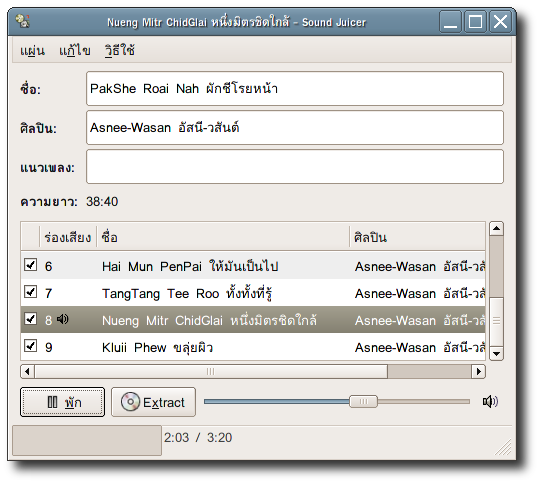 Nueng Mitr ChidGlai หนึ่งมิตรชิดใกล้ - Sound Juicer
แผ่น แก้ไข วิธีใช้
ชื่อ: PakShe Roai Nah ผักชีโรยหน้า
ศิลปิน: Asnee-Wasan อัสนี-วสันต์
แนวเพลง:
ความยาว: 38:40
ร่องเสียง ชื่อ ศิลปิน
6 Hai Mun PenPai ให้มันเป็นไป Asnee-Wasan อัสนี-วสั
7 TangTang Tee Roo ทั้งทั้งที่รู้ Asnee-Wasan อัสนี-วสั
8 Nueng Mitr ChidGlai หนึ่งมิตรชิดใกล้ Asnee-Wasan อัสนี-วสั
9 Kluii Phew ขลุ่ยผิว Asnee-Wasan อัสนี-วสั
พัก Extract
2:03 / 3:20